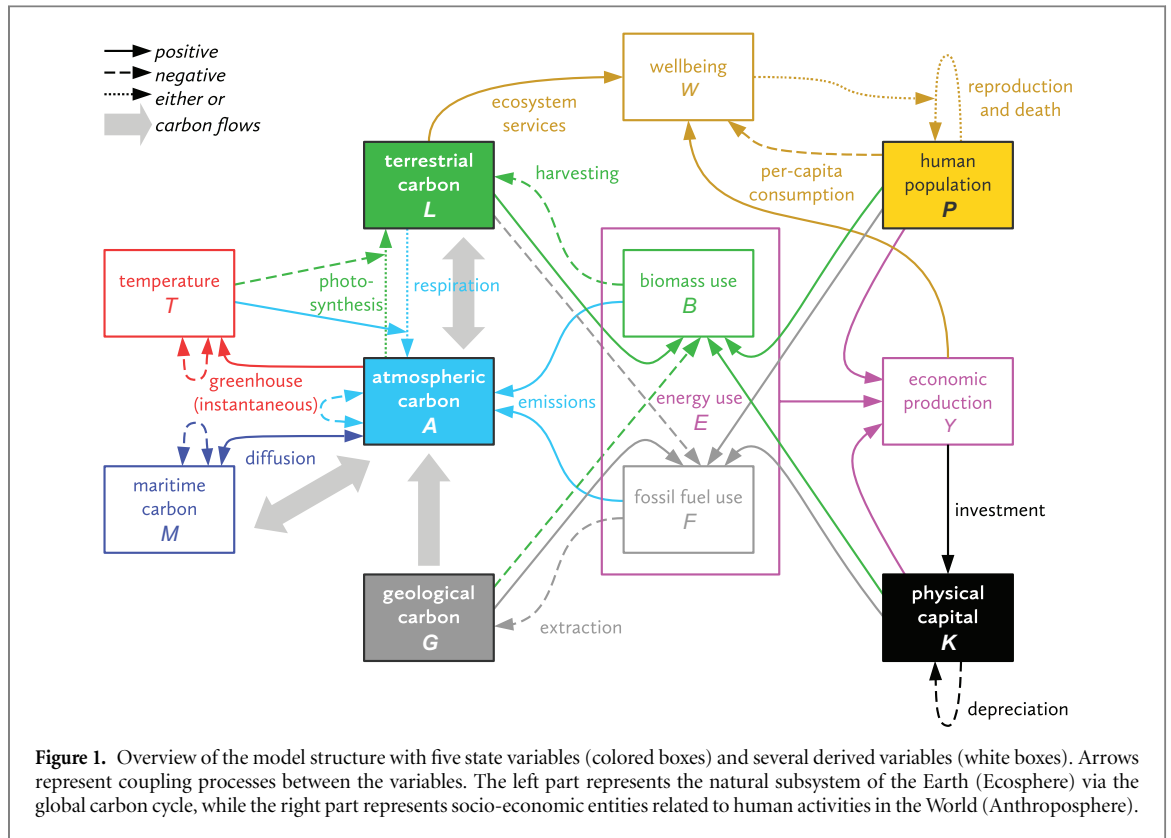 positive
negative
either or
carbon flows
wellbeing
W
reproduction
and death
ecosystem
services
terrestrial
carbon
L
harvesting
per-capita
consumption
human
population
P
temperature
T
photo-
synthesis
respiration
biomass use
B
greenhouse
(instantaneous)
atmospheric
carbon
A
emissions
energy use
E
economic
production
Y
diffusion
maritime
carbon
M
fossil fuel use
F
investment
geological
carbon
G
extraction
physical
capital
K
depreciation
Figure 1. Overview of the model structure with five state variables (colored boxes) and several derived variables (white boxes). Arrows
represent coupling processes between the variables. The left part represents the natural subsystem of the Earth (Ecosphere) via the
global carbon cycle, while the right part represents socio-economic entities related to human activities in the World (Anthroposphere).